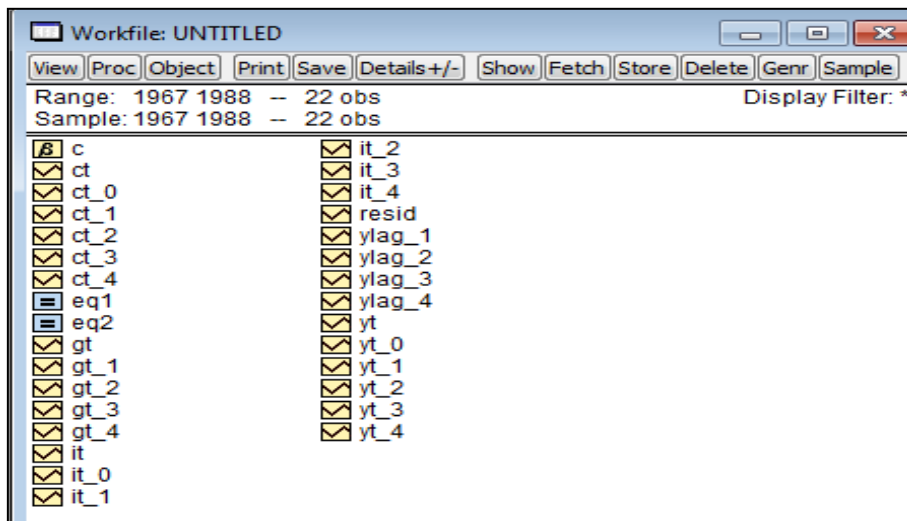 Workfile: UNTITLED
View Proc Object Print Save Details+/- Show Fetch Store Delete Genr Sample
Range: 1967 1988 -- 22 obs Display Filter: *
Sample: 1967 1988 -- 22 obs
β c
ct
ct_0
ct_1
ct_2
ct_3
ct_4
= eq1
= eq2
gt
gt_1
gt_2
gt_3
gt_4
it
it_0
it_1
it_2
it_3
it_4
resid
ylag_1
ylag_2
ylag_3
ylag_4
yt
yt_0
yt_1
yt_2
yt_3
yt_4